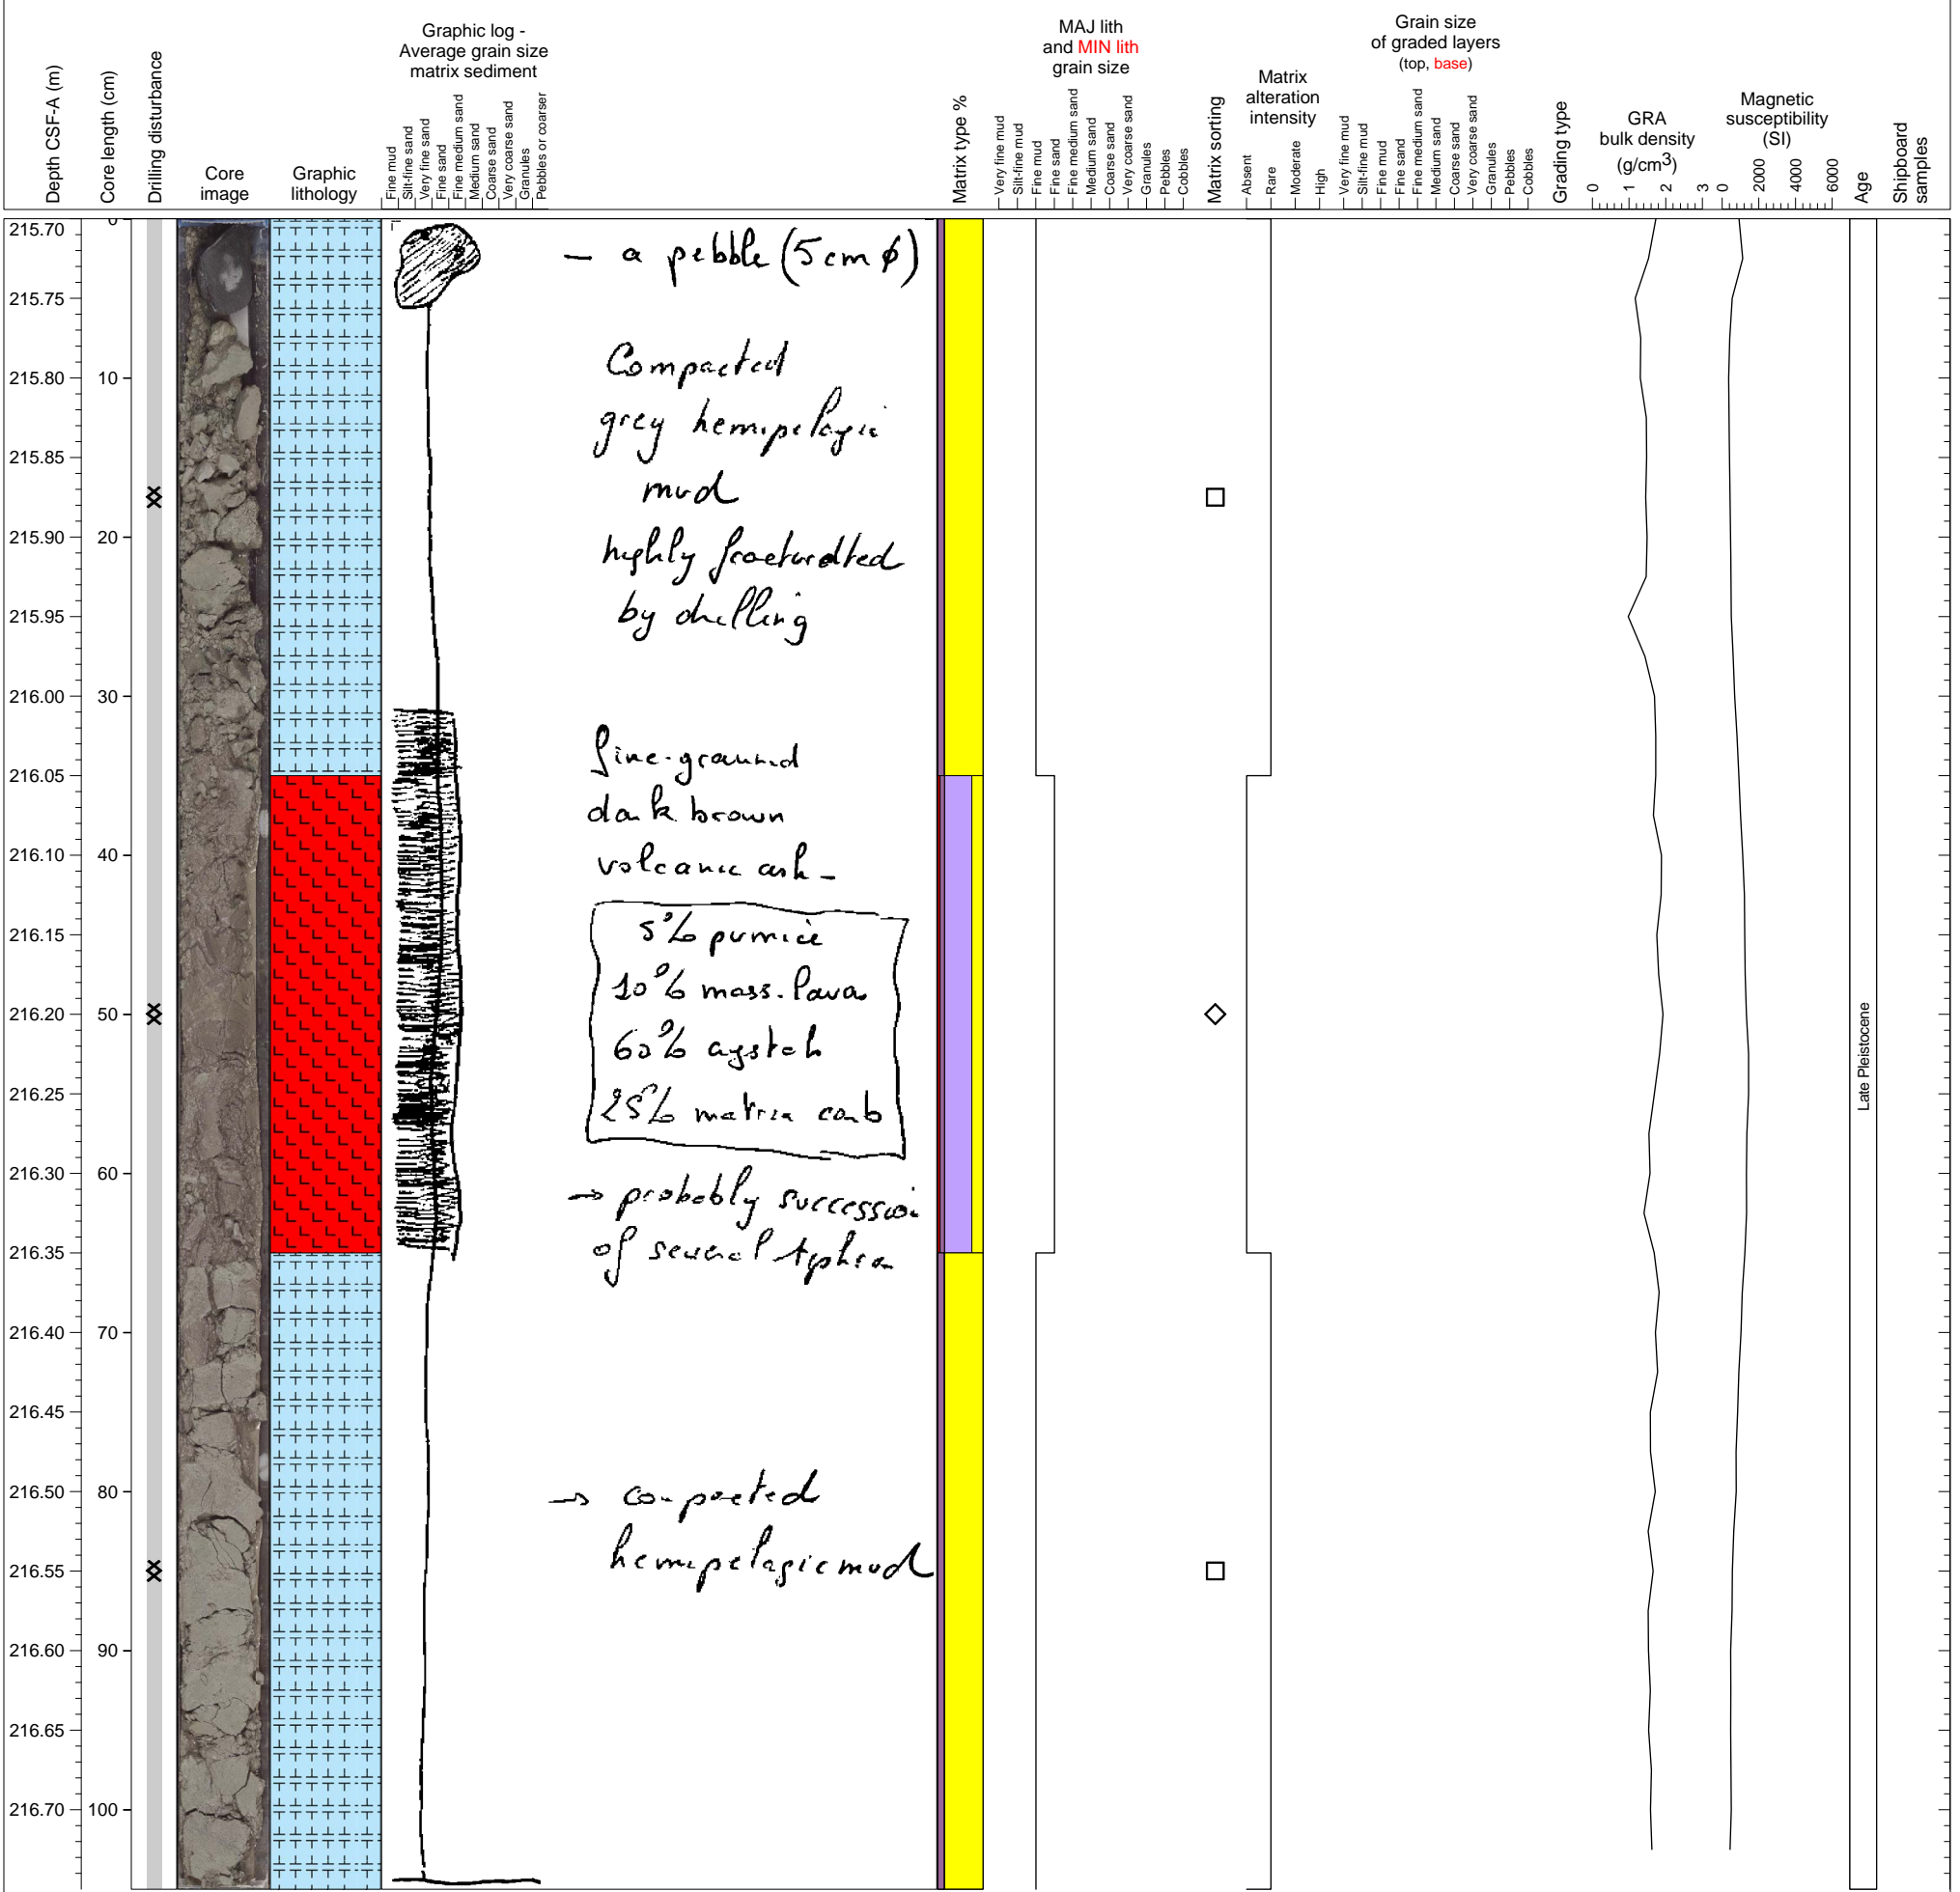 Depth CSF-A (m)
Core length (cm)
Drilling disturbance
Core
image
Graphic
lithology
Graphic log -
Average grain size
matrix sediment
Fine mud
Silt-fine sand
Very fine sand
Fine sand
Fine medium sand
Medium sand
Coarse sand
Very coarse sand
Granules
Pebbles or coarser
Matrix type %
MAJ lith
and MIN lith
grain size
Very fine mud
Silt-fine mud
Fine mud
Fine sand
Fine medium sand
Medium sand
Coarse sand
Very coarse sand
Granules
Pebbles
Cobbles
Matrix sorting
Matrix
alteration
intensity
Absent
Rare
Moderate
High
Grain size
of graded layers
(top, base)
Very fine mud
Silt-fine mud
Fine mud
Fine sand
Fine medium sand
Medium sand
Coarse sand
Very coarse sand
Granules
Pebbles
Cobbles
Grading type
GRA
bulk density
(g/cm3)
0 1 2 3
Magnetic
susceptibility
(SI)
0 2000 4000 6000
Age
Shipboard
samples
215.70
215.75
215.80
215.85
215.90
215.95
216.00
216.05
216.10
216.15
216.20
216.25
216.30
216.35
216.40
216.45
216.50
216.55
216.60
216.65
216.70
0
10
20
30
40
50
60
70
80
90
100
– a pebble (5cm ϕ)
Compacted
grey hemipelagic
mud
highly
by drilling
fine-grained
dark brown
volcanic ash -
5% pumice
10% mass. lava
60%
25% matrix carb
→ probably succession
of several tephra
→ compacted
hemipelagic mud
Late Pleistocene